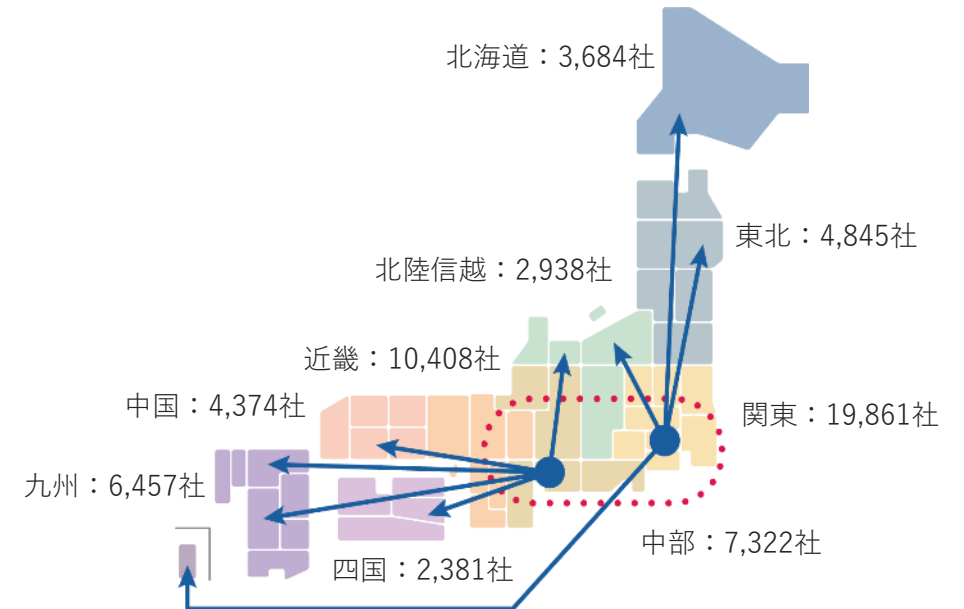 北海道：3,684社
東北：4,845社
北陸信越：2,938社
近畿：10,408社
中国：4,374社
関東：19,861社
九州：6,457社
中部：7,322社
四国：2,381社